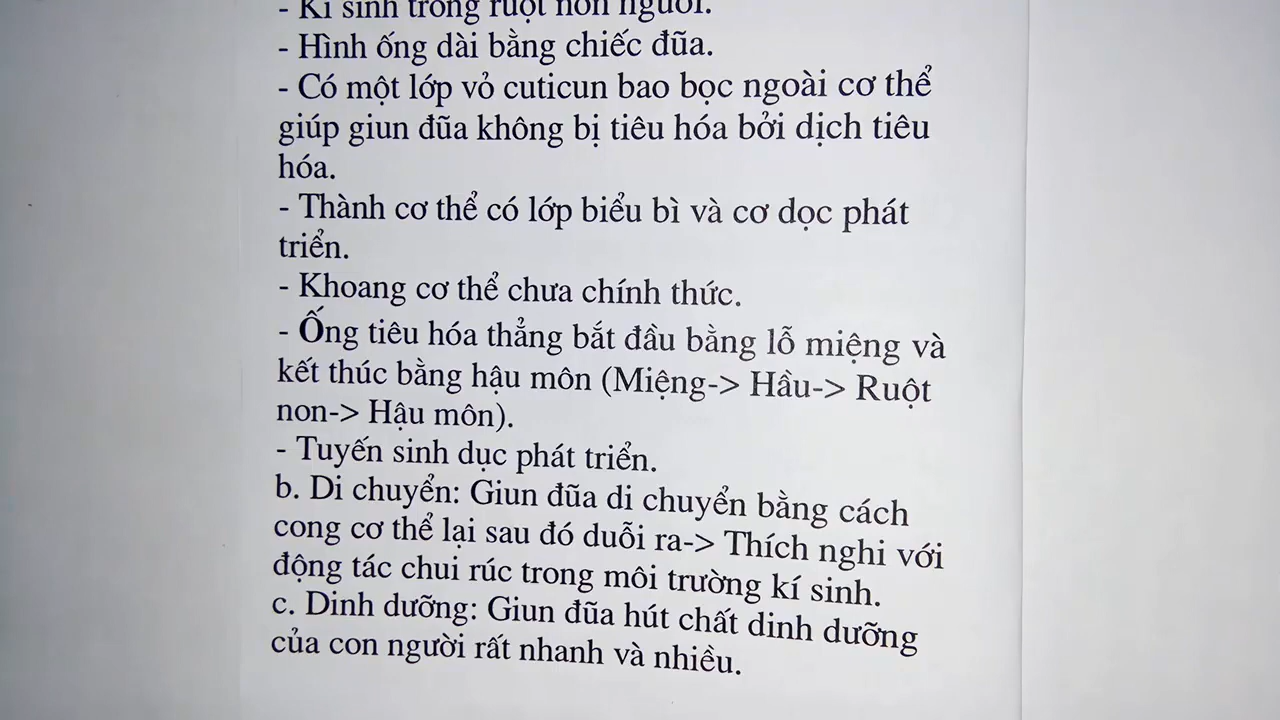 - Kí sinh trong ruột non người.
- Hình ống dài bằng chiếc đũa.
- Có một lớp vỏ cuticun bao bọc ngoài cơ thể
giúp giun đũa không bị tiêu hóa bởi dịch tiêu
hóa.
- Thành cơ thể có lớp biểu bì và cơ dọc phát
triển.
- Khoang cơ thể chưa chính thức.
- Ống tiêu hóa thẳng bắt đầu bằng lỗ miệng và
kết thúc bằng hậu môn (Miệng-> Hầu-> Ruột
non-> Hậu môn).
- Tuyến sinh dục phát triển.
b. Di chuyển: Giun đũa di chuyển bằng cách
cong cơ thể lại sau đó duỗi ra-> Thích nghi với
động tác chui rúc trong môi trường kí sinh.
c. Dinh dưỡng: Giun đũa hút chất dinh dưỡng
của con người rất nhanh và nhiều.